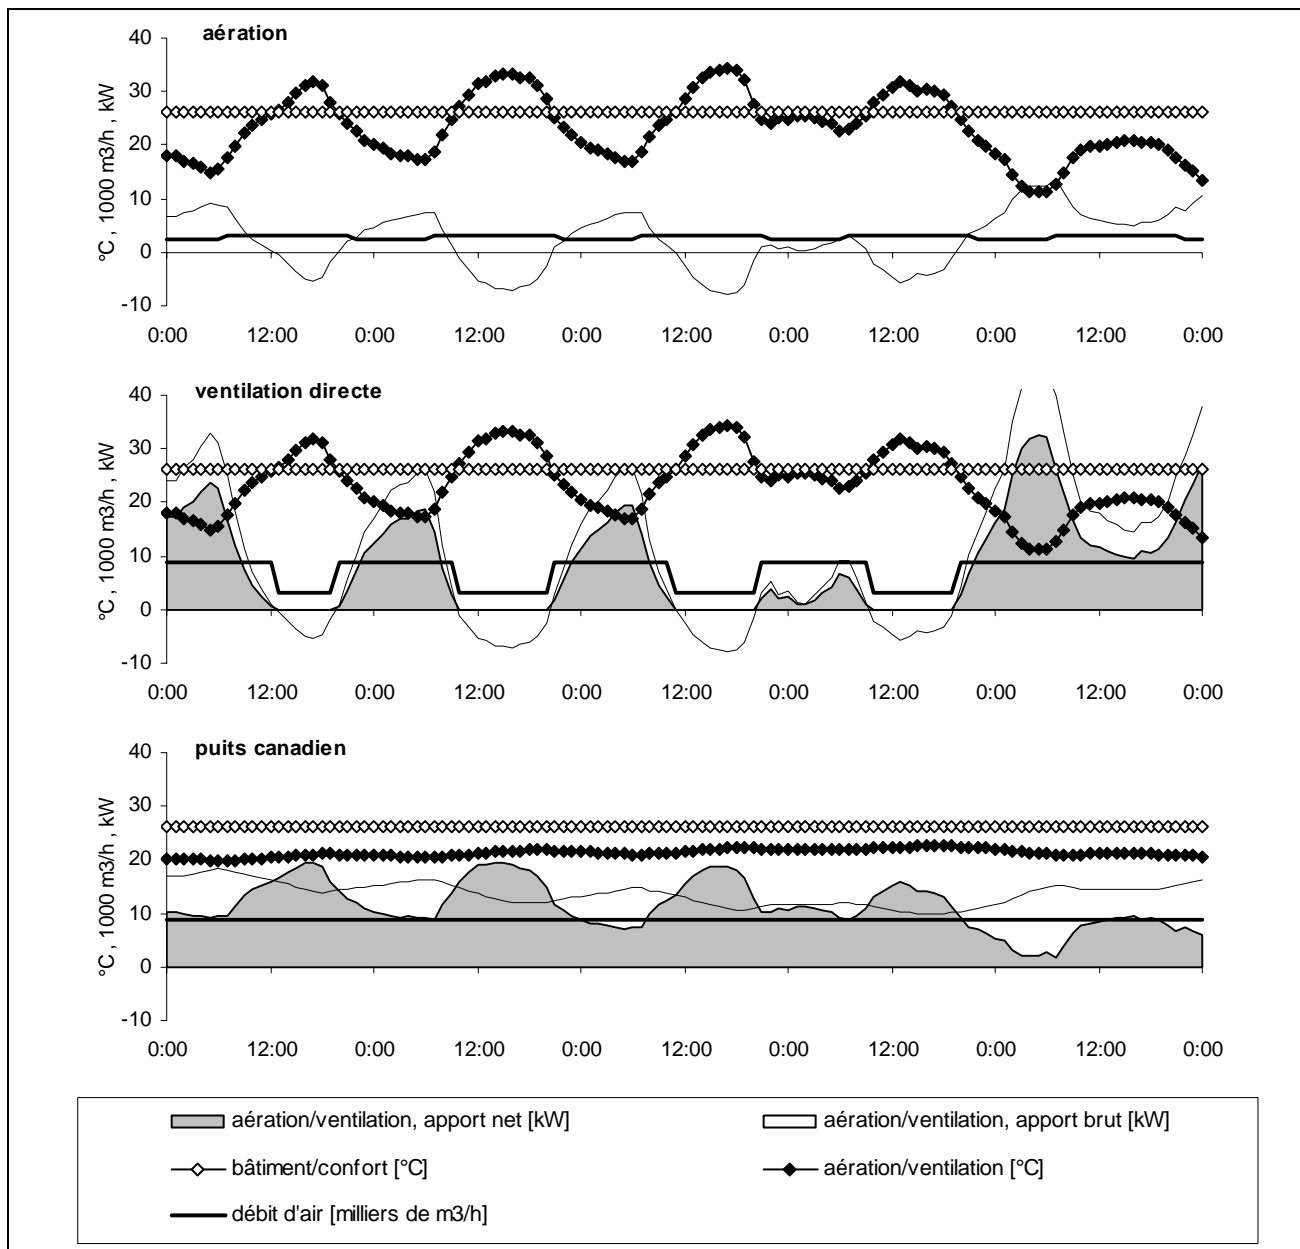 aération
°C , 1000 m3/h , kW
40
30
20
10
0
-10
0:00 12:00 0:00 12:00 0:00 12:00 0:00 12:00 0:00 12:00 0:00
ventilation directe
°C , 1000 m3/h , kW
40
30
20
10
0
-10
0:00 12:00 0:00 12:00 0:00 12:00 0:00 12:00 0:00 12:00 0:00
puits canadien
°C , 1000 m3/h , kW
40
30
20
10
0
-10
0:00 12:00 0:00 12:00 0:00 12:00 0:00 12:00 0:00 12:00 0:00
aération/ventilation, apport net [kW] aération/ventilation, apport brut [kW]
bâtiment/confort [°C] aération/ventilation [°C]
débit d'air [milliers de m3/h]